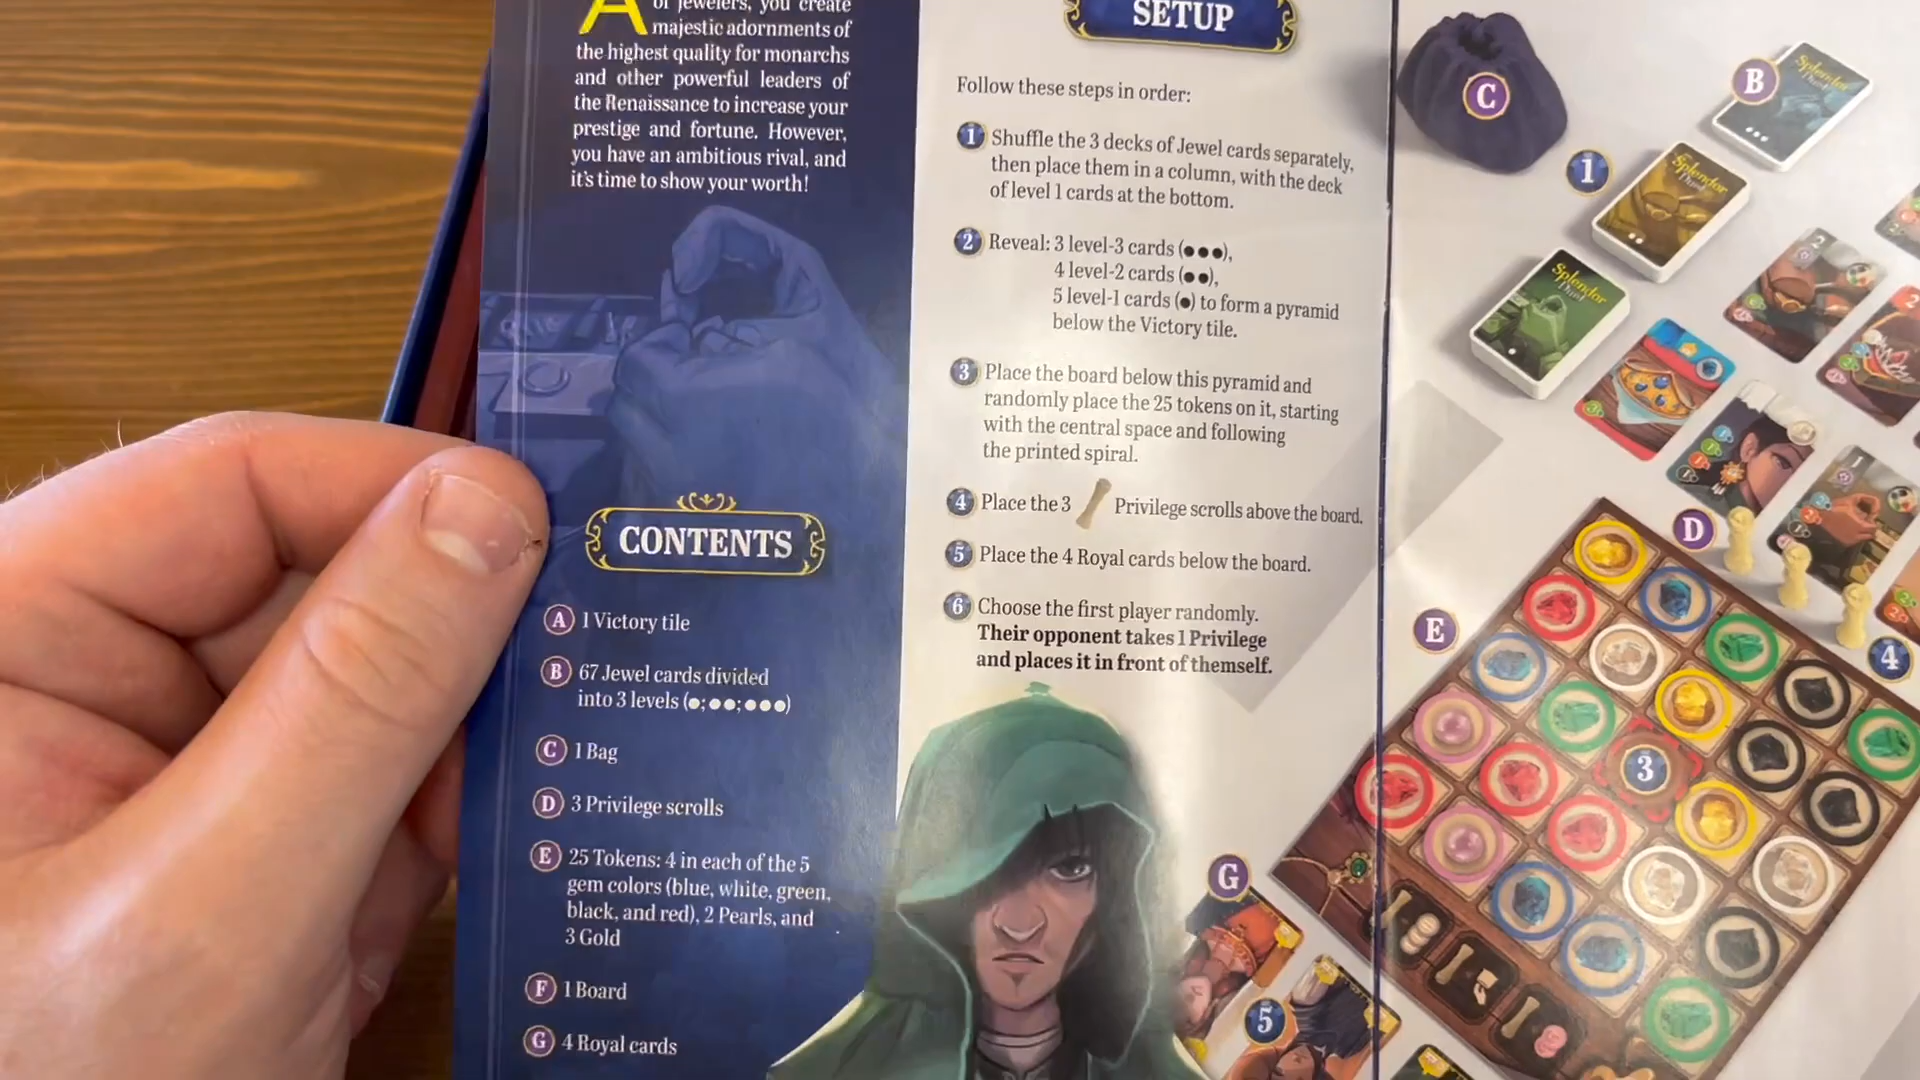 A of jewelers, you create
majestic adornments of
the highest quality for monarchs
and other powerful leaders of
the Renaissance to increase your
prestige and fortune. However,
you have an ambitious rival, and
it's time to show your worth!
CONTENTS
A 1 Victory tile
B 67 Jewel cards divided
into 3 levels (●;●●;●●●)
C 1 Bag
D 3 Privilege scrolls
E 25 Tokens: 4 in each of the 5
gem colors (blue, white, green,
black, and red), 2 Pearls, and
3 Gold
F 1 Board
G 4 Royal cards
SETUP
Follow these steps in order:
1 Shuffle the 3 decks of Jewel cards separately,
then place them in a column, with the deck
of level 1 cards at the bottom.
2 Reveal: 3 level-3 cards (●●●),
4 level-2 cards (●●),
5 level-1 cards (●) to form a pyramid
below the Victory tile.
3 Place the board below this pyramid and
randomly place the 25 tokens on it, starting
with the central space and following
the printed spiral.
4 Place the 3 Privilege scrolls above the board.
5 Place the 4 Royal cards below the board.
6 Choose the first player randomly.
Their opponent takes 1 Privilege
and places it in front of themself.
C
B
Splendor
Duel
1
Splendor
Duel
Splendor
Duel
2
2
1
D
E
4
3
G
5